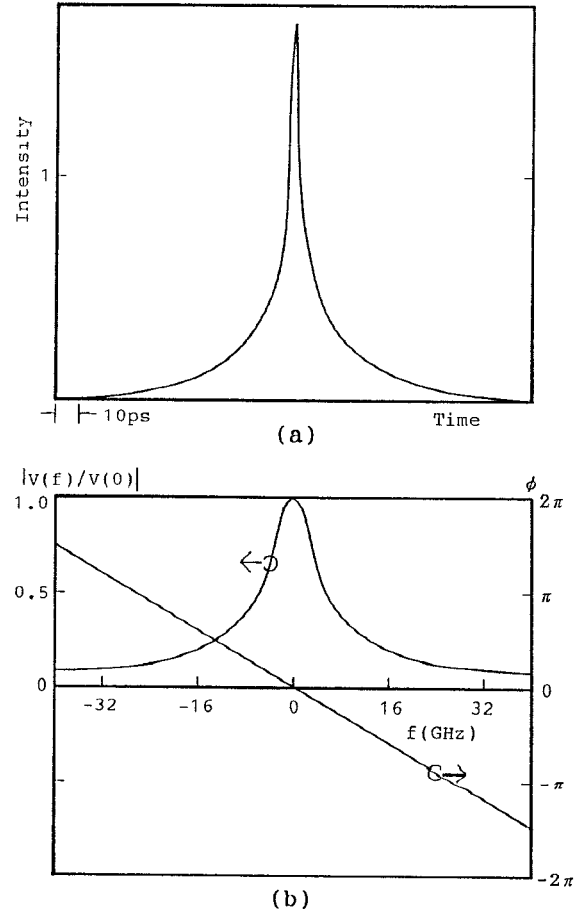 Intensity
1
10ps
Time
(a)
|V(f)/V(0)|
φ
1.0
2π
0.5
π
0
0
-32
-16
0
16
32
f(GHz)
-π
-2π
(b)